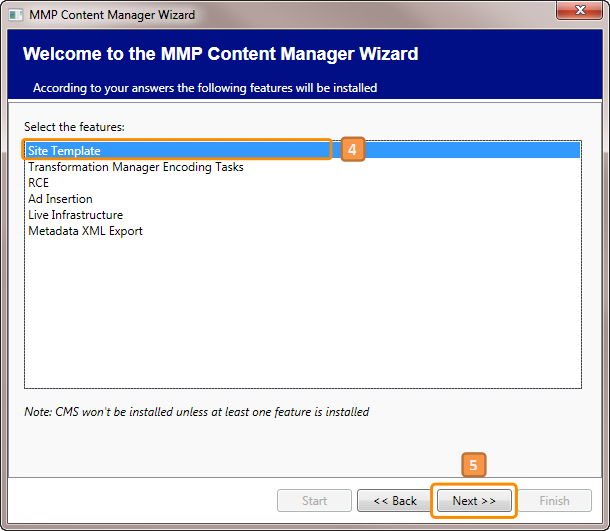 MMP Content Manager Wizard
Welcome to the MMP Content Manager Wizard
According to your answers the following features will be installed
Select the features:
Site Template
4
Transformation Manager Encoding Tasks
RCE
Ad Insertion
Live Infrastructure
Metadata XML Export
Note: CMS won't be installed unless at least one feature is installed
5
Start << Back Next >> Finish